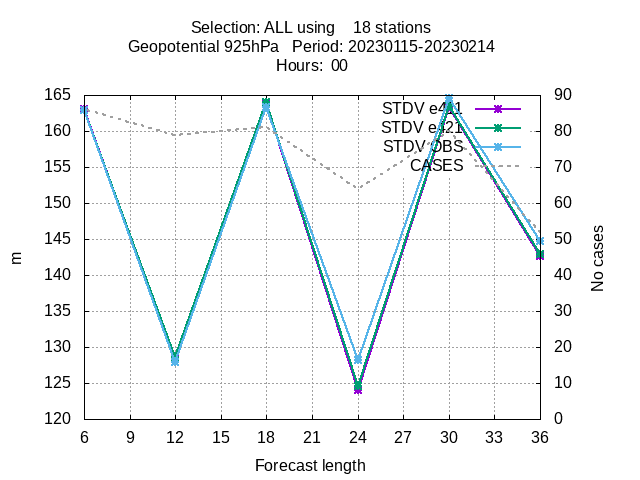 Selection: ALL using 18 stations
Geopotential 925hPa Period: 20230115-20230214
Hours: 00
165 90
STDV e411
160 80
STDV e421
STDV OBS
155 70
CASES
150 60
145 50
m
No cases
140 40
135 30
130 20
125 10
120 0
6 9 12 15 18 21 24 27 30 33 36
Forecast length